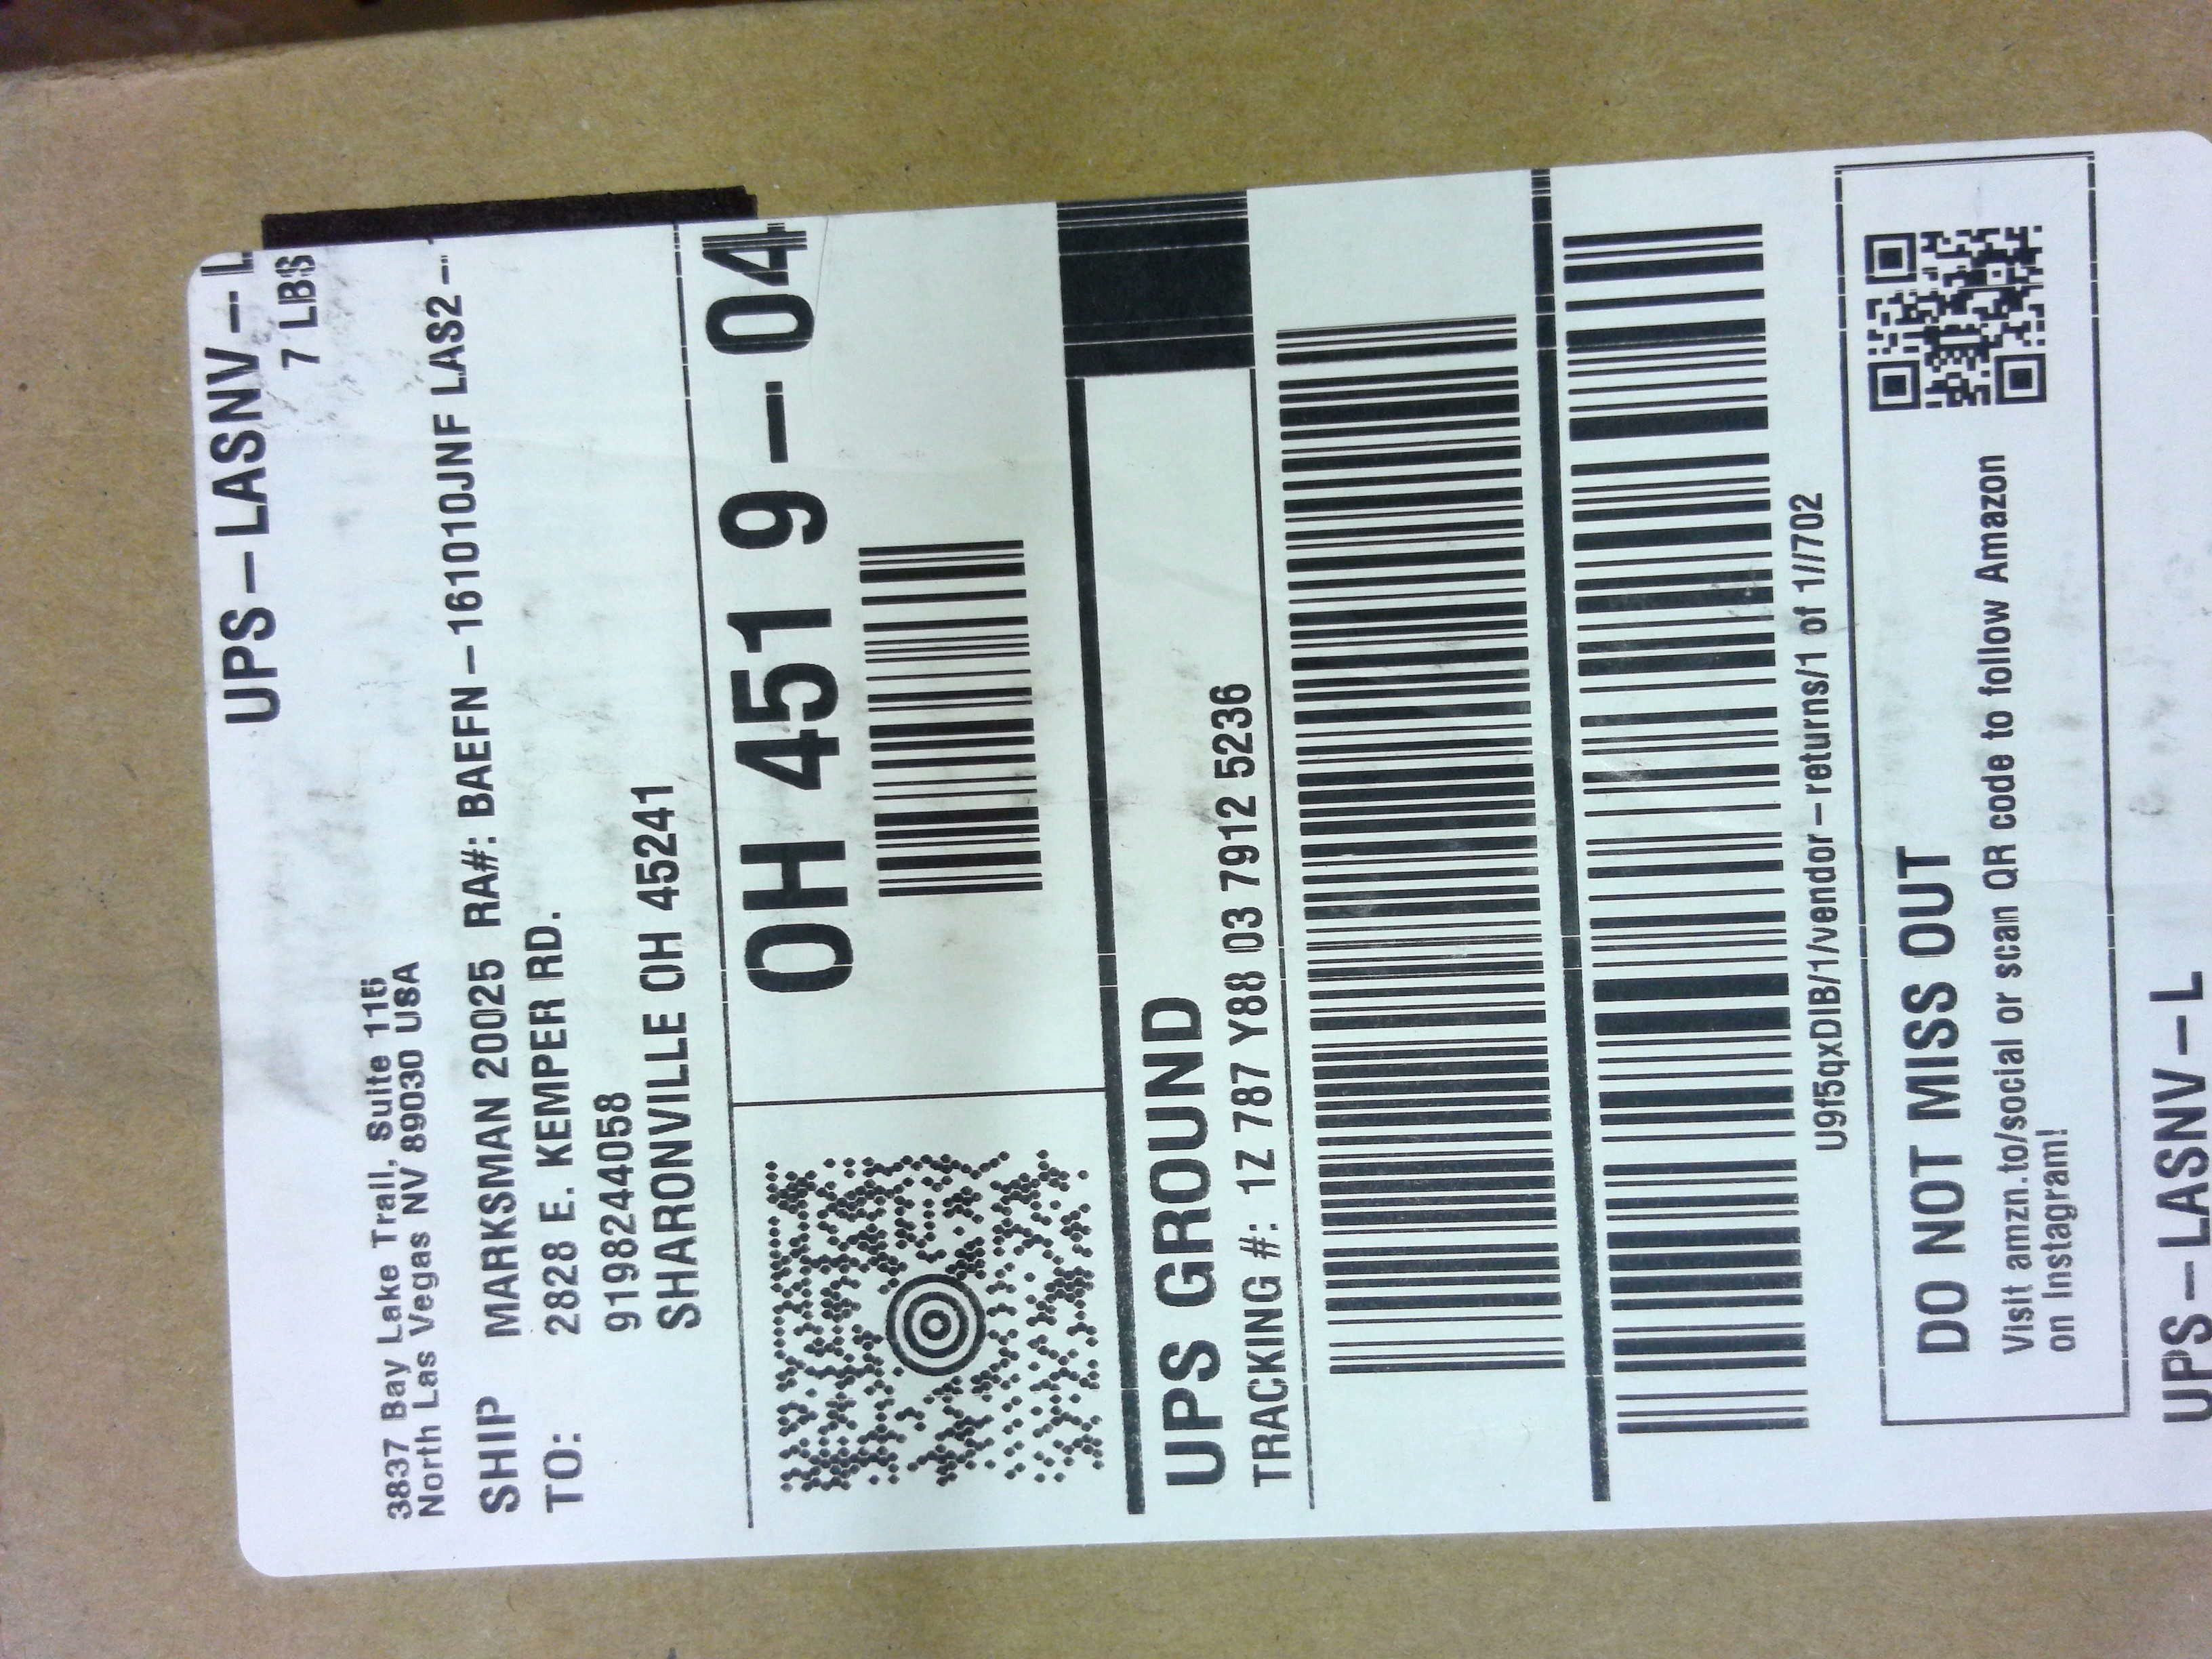 UPS-LASNV-L
7 LBS
3837 Bay Lake Trail, Suite 115
North Las Vegas NV 89030 USA
SHIP MARKSMAN 20025 RA#: BAEFN-161010JNF LAS2-
TO: 2828 E. KEMPER RD.
9198244058
SHARONVILLE OH 45241
OH 451 9-04
UPS GROUND
TRACKING #: 1Z 787 Y88 03 7912 5236
U9f5qxDIB/1/vendor-returns/1 of 1//702
DO NOT MISS OUT
Visit amzn.to/social or scan QR code to follow Amazon
on Instagram!
UPS-LASNV-L